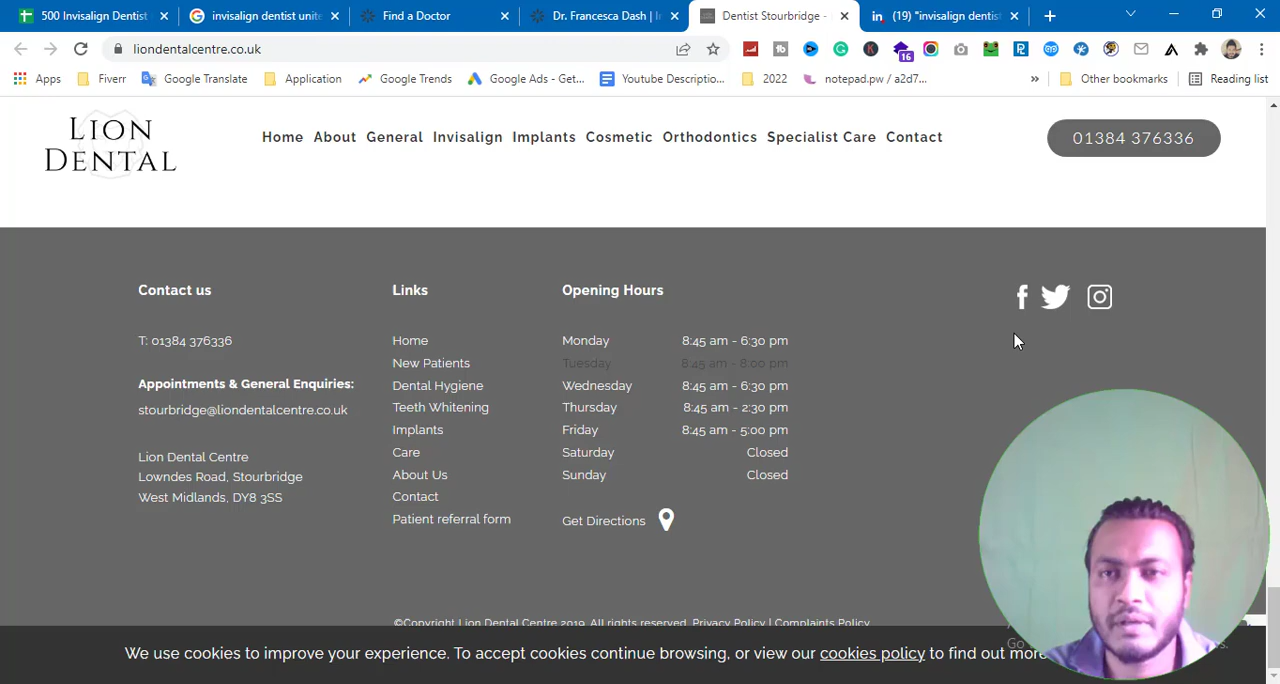 500 Invisalign Dentist
invisalign dentist unite
Find a Doctor
Dr. Francesca Dash | In
Dentist Stourbridge -
(19) "invisalign dentis
liondentalcentre.co.uk
16
Apps
Fiverr
Google Translate
Application
Google Trends
Google Ads - Get...
Youtube Descriptio...
2022
notepad.pw / a2d7...
»
Other bookmarks
Reading list
LION
DENTAL
Home About General Invisalign Implants Cosmetic Orthodontics Specialist Care Contact
01384 376336
Contact us
T: 01384 376336
Appointments & General Enquiries:
stourbridge@liondentalcentre.co.uk
Lion Dental Centre
Lowndes Road, Stourbridge
West Midlands, DY8 3SS
Links
Home
New Patients
Dental Hygiene
Teeth Whitening
Implants
Care
About Us
Contact
Patient referral form
Opening Hours
Monday 8:45 am - 6:30 pm
Tuesday 8:45 am - 8:00 pm
Wednesday 8:45 am - 6:30 pm
Thursday 8:45 am - 2:30 pm
Friday 8:45 am - 5:00 pm
Saturday Closed
Sunday Closed
Get Directions
©Copyright Lion Dental Centre 2019. All rights reserved. Privacy Policy | Complaints Policy
We use cookies to improve your experience. To accept cookies continue browsing, or view our cookies policy to find out more